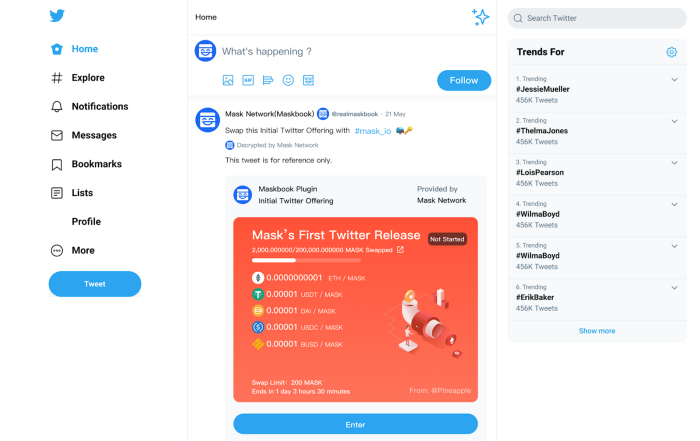 Home
Explore
Notifications
Messages
Bookmarks
Lists
Profile
More
Tweet
Home
What's happening ?
GIF
Follow
Mask Network(Maskbook) @realmaskbook · 21 May
Swap this Initial Twitter Offering with #mask_io
Decrypted by Mask Network
This tweet is for reference only.
Maskbook Plugin
Initial Twitter Offering
Provided by
Mask Network
Mask's First Twitter Release
Not Started
2,000.000000/200,000.000000 MASK Swapped
0.0000000001 ETH / MASK
0.00001 USDT / MASK
0.00001 DAI / MASK
0.00001 USDC / MASK
0.00001 BUSD / MASK
Swap Limit: 200 MASK
Ends in 1 day 3 hours 30 minutes
From: @Pineapple
Enter
Search Twitter
Trends For
1. Trending
#JessieMueller
456K Tweets
2. Trending
#ThelmaJones
456K Tweets
3. Trending
#LoisPearson
456K Tweets
4. Trending
#WilmaBoyd
456K Tweets
5. Trending
#WilmaBoyd
456K Tweets
6. Trending
#ErikBaker
456K Tweets
Show more